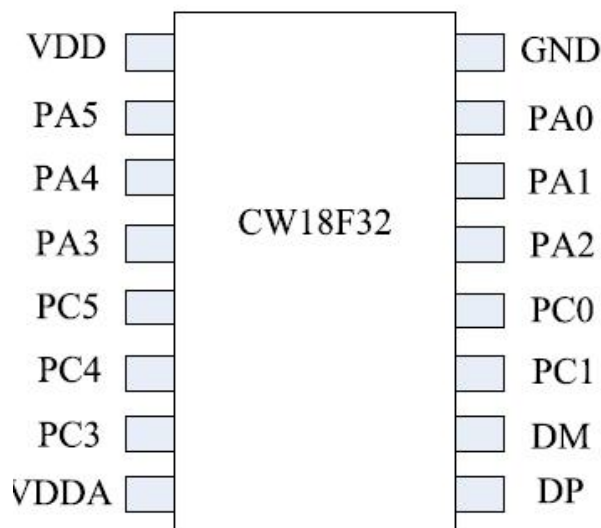 VDD GND
PA5 PA0
PA4 PA1
CW18F32
PA3 PA2
PC5 PC0
PC4 PC1
PC3 DM
VDDA DP